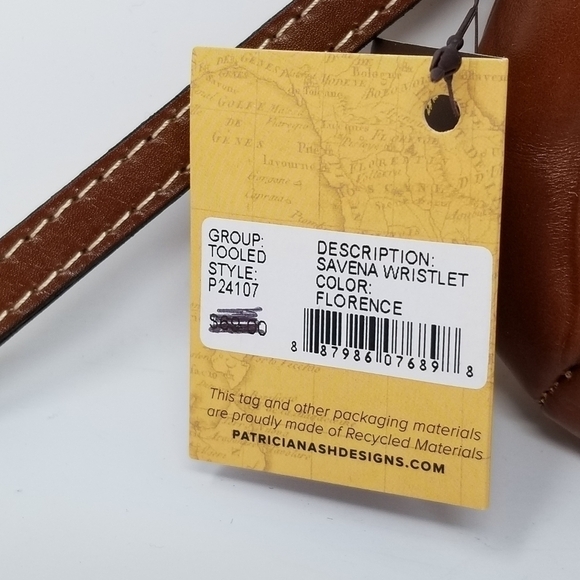 GENES
GROUP:
TOOLED
STYLE:
P24107
DESCRIPTION:
SAVENA WRISTLET
COLOR:
FLORENCE
8 87986 07689 8
This tag and other packaging materials
are proudly made of Recycled Materials
PATRICIANASHDESIGNS.COM